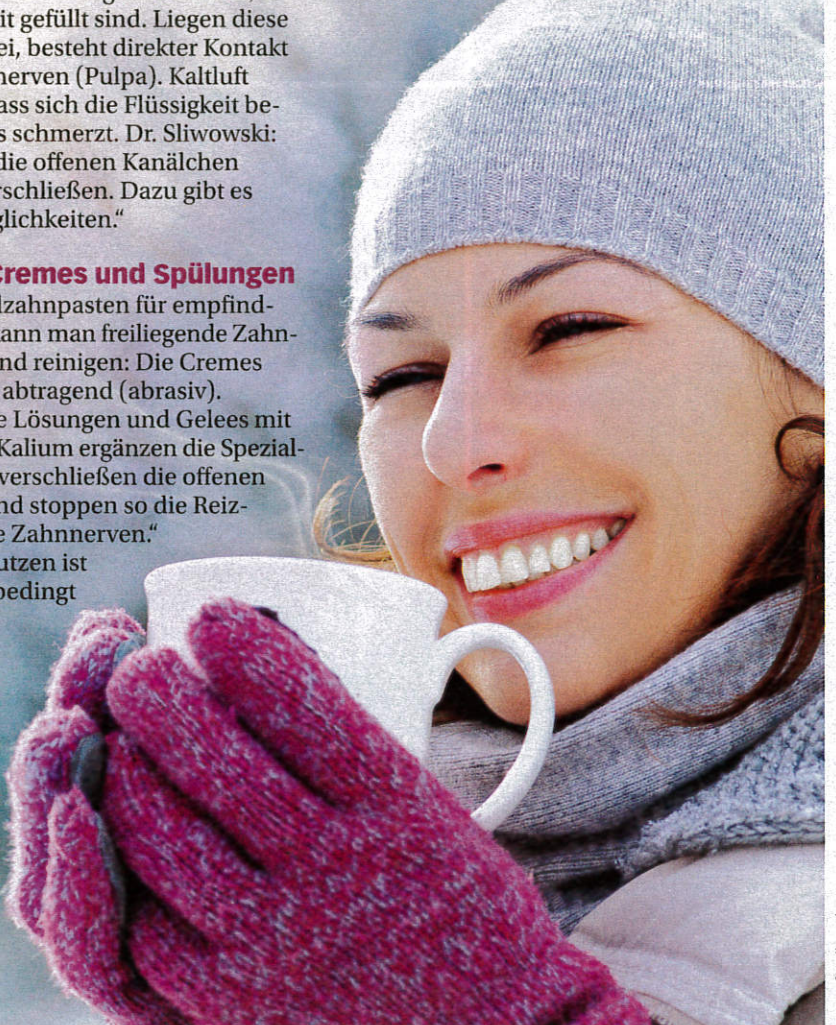 it gefüllt sind. Liegen diese
ei, besteht direkter Kontakt
nerven (Pulpa). Kaltluft
ass sich die Flüssigkeit be-
s schmerzt. Dr. Sliwowski:
die offenen Kanälchen
rschließen. Dazu gibt es
glichkeiten.“
Cremes und Spülungen
lzahnpasten für empfind-
ann man freiliegende Zahn-
nd reinigen: Die Cremes
abtragend (abrasiv).
e Lösungen und Gelees mit
Kalium ergänzen die Spezial-
verschließen die offenen
nd stoppen so die Reiz-
e Zahnnerven.“
utzen ist
bedingt